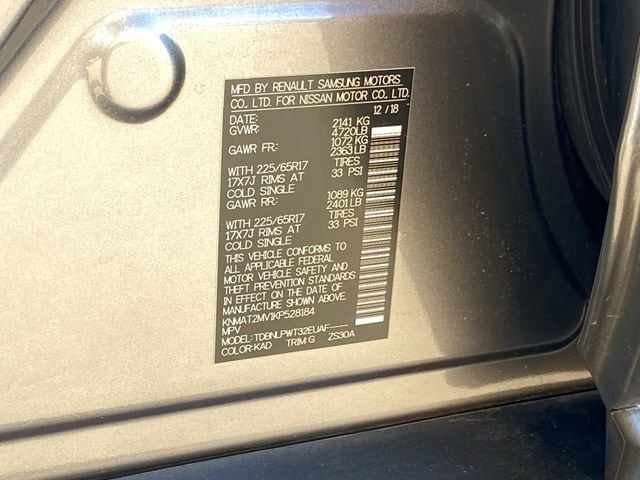 MFD BY RENAULT SAMSUNG MOTORS
CO., LTD. FOR NISSAN MOTOR CO., LTD.
DATE: 12/18
GVWR: 2141 KG
4720LB
GAWR FR: 1072 KG
2363LB
WITH 225/65R17 TIRES
17X7J RIMS AT 33 PSI
COLD SINGLE
GAWR RR: 1089 KG
2401LB
WITH 225/65R17 TIRES
17X7J RIMS AT 33 PSI
COLD SINGLE
THIS VEHICLE CONFORMS TO
ALL APPLICABLE FEDERAL
MOTOR VEHICLE SAFETY AND
THEFT PREVENTION STANDARDS
IN EFFECT ON THE DATE OF
MANUFACTURE SHOWN ABOVE.
KNMAT2MV1KP528184
MPV
MODEL: TDBNLPWT32EUAF
COLOR: KAD TRIM: G ZS30A